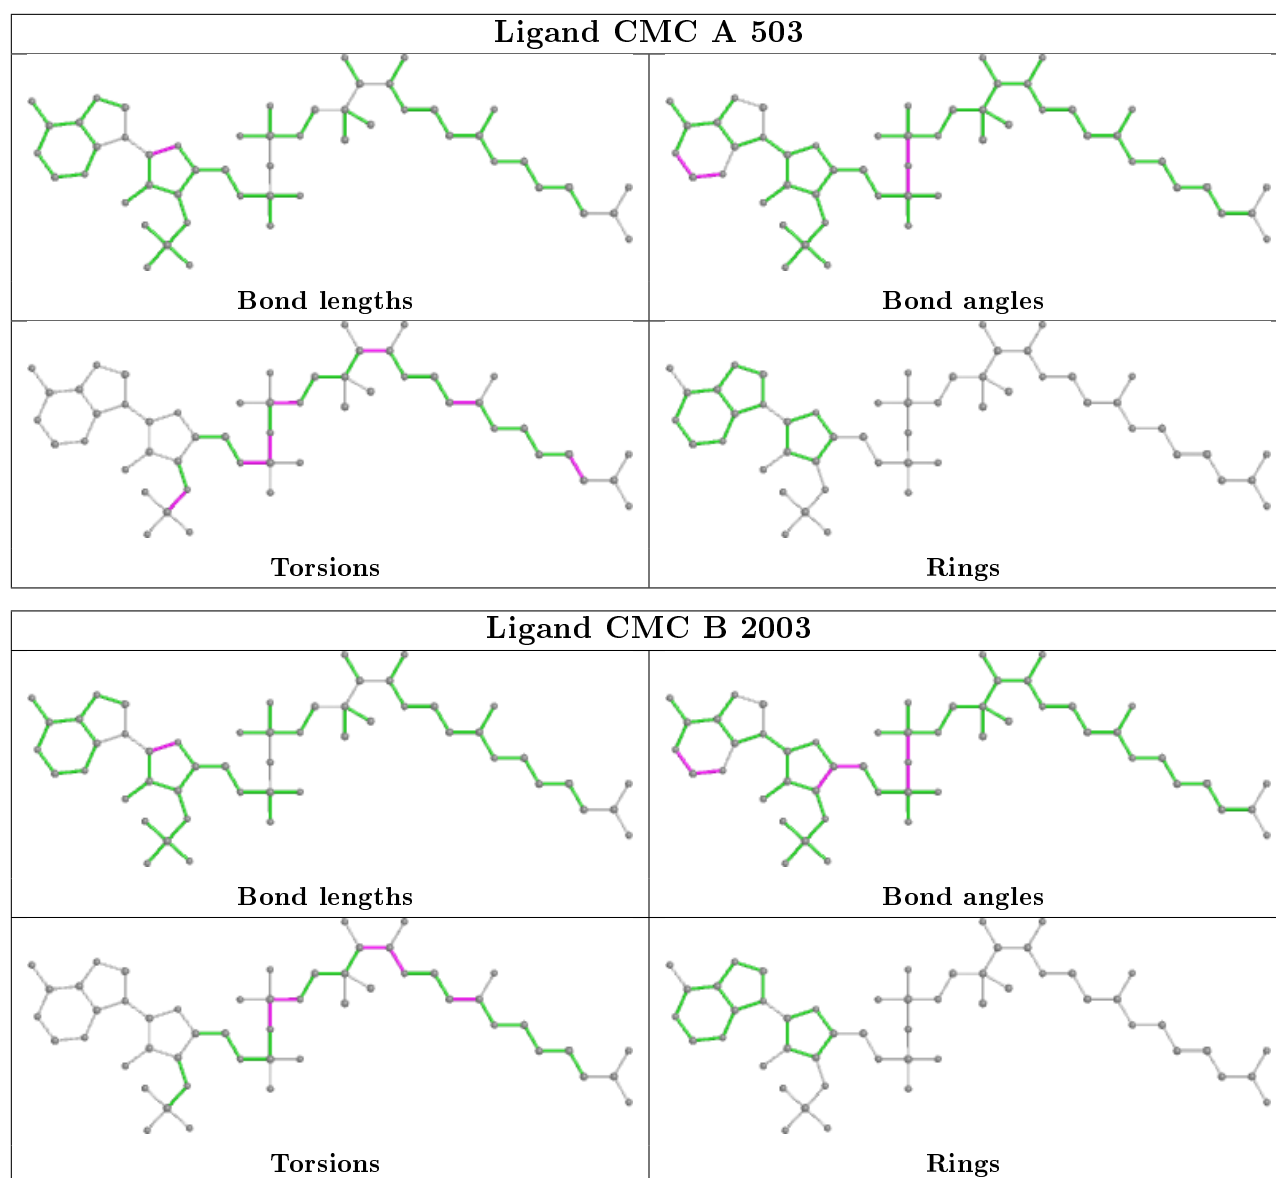 Ligand CMC A 503
Bond lengths
Bond angles
Torsions
Rings
Ligand CMC B 2003
Bond lengths
Bond angles
Torsions
Rings